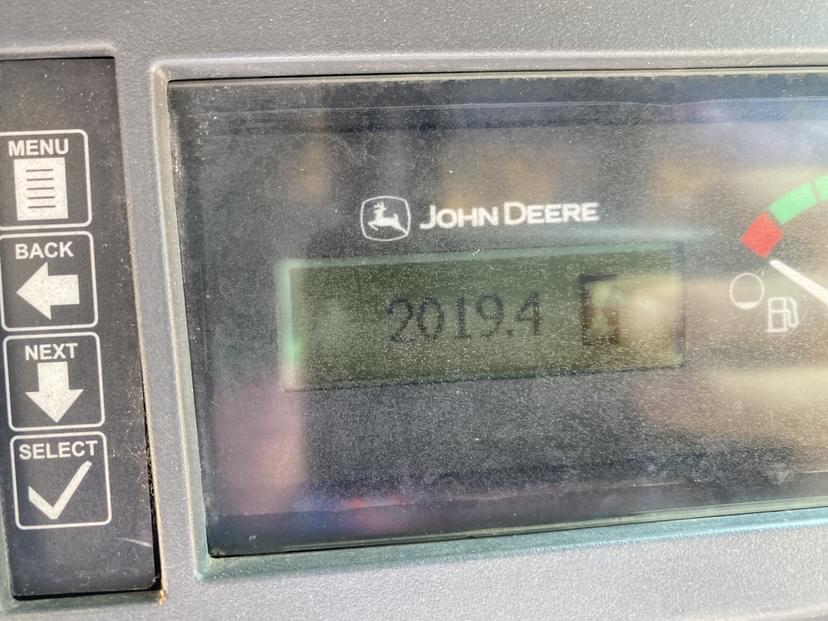 MENU
BACK
NEXT
SELECT
JOHN DEERE
2019.4